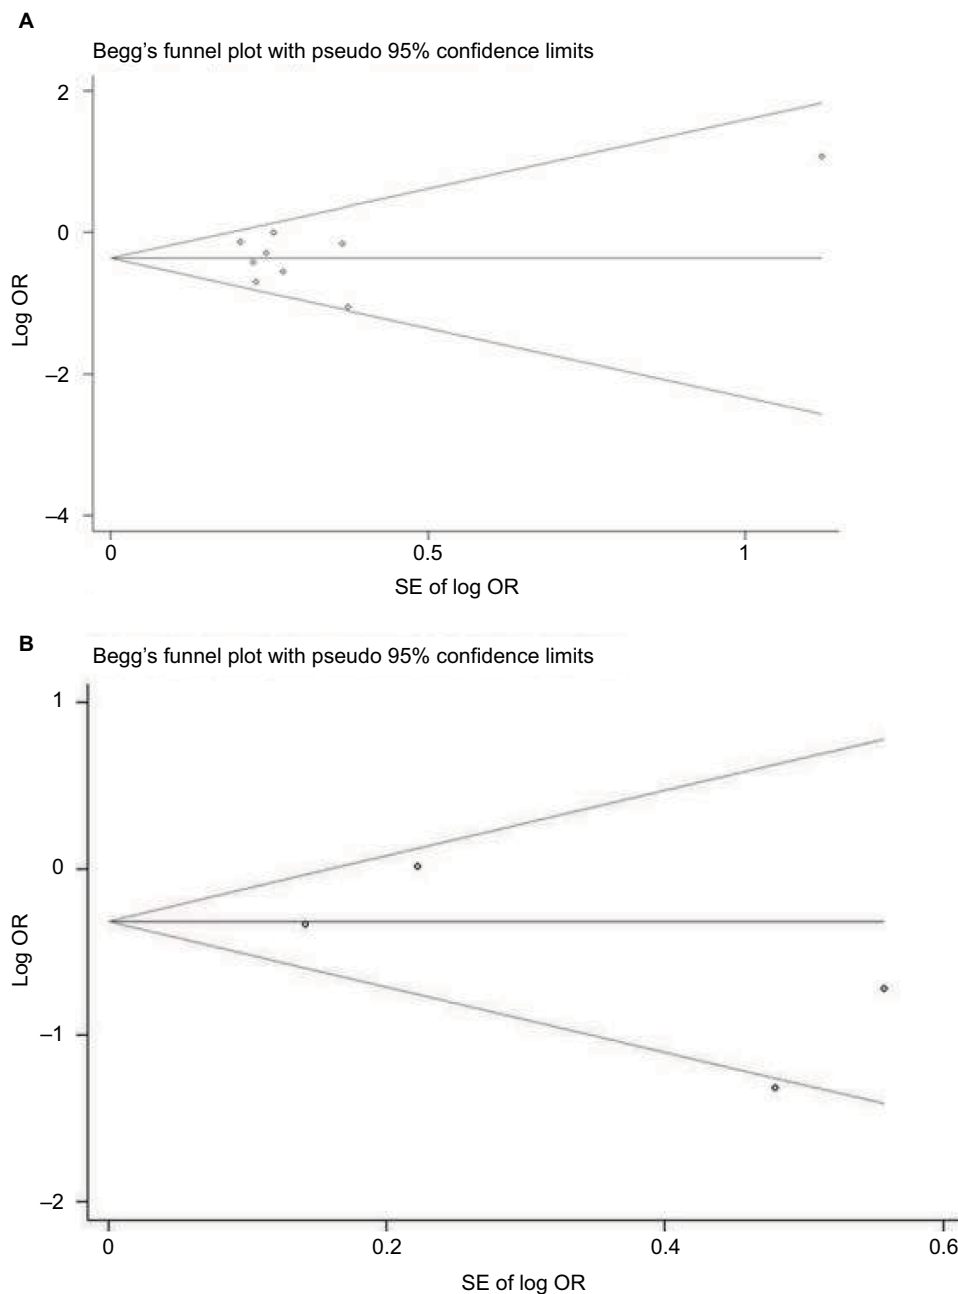 A
Begg’s funnel plot with pseudo 95% confidence limits
2
0
–2
–4
Log OR
0 0.5 1
SE of log OR
B
Begg’s funnel plot with pseudo 95% confidence limits
1
0
–1
–2
Log OR
0 0.2 0.4 0.6
SE of log OR